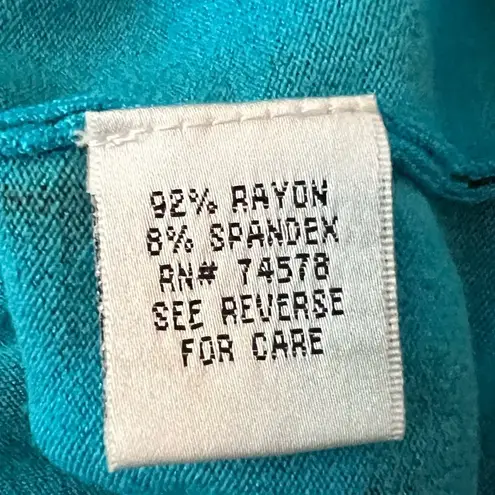 92% RAYON
8% SPANDEX
RN# 74578
SEE REVERSE
FOR CARE